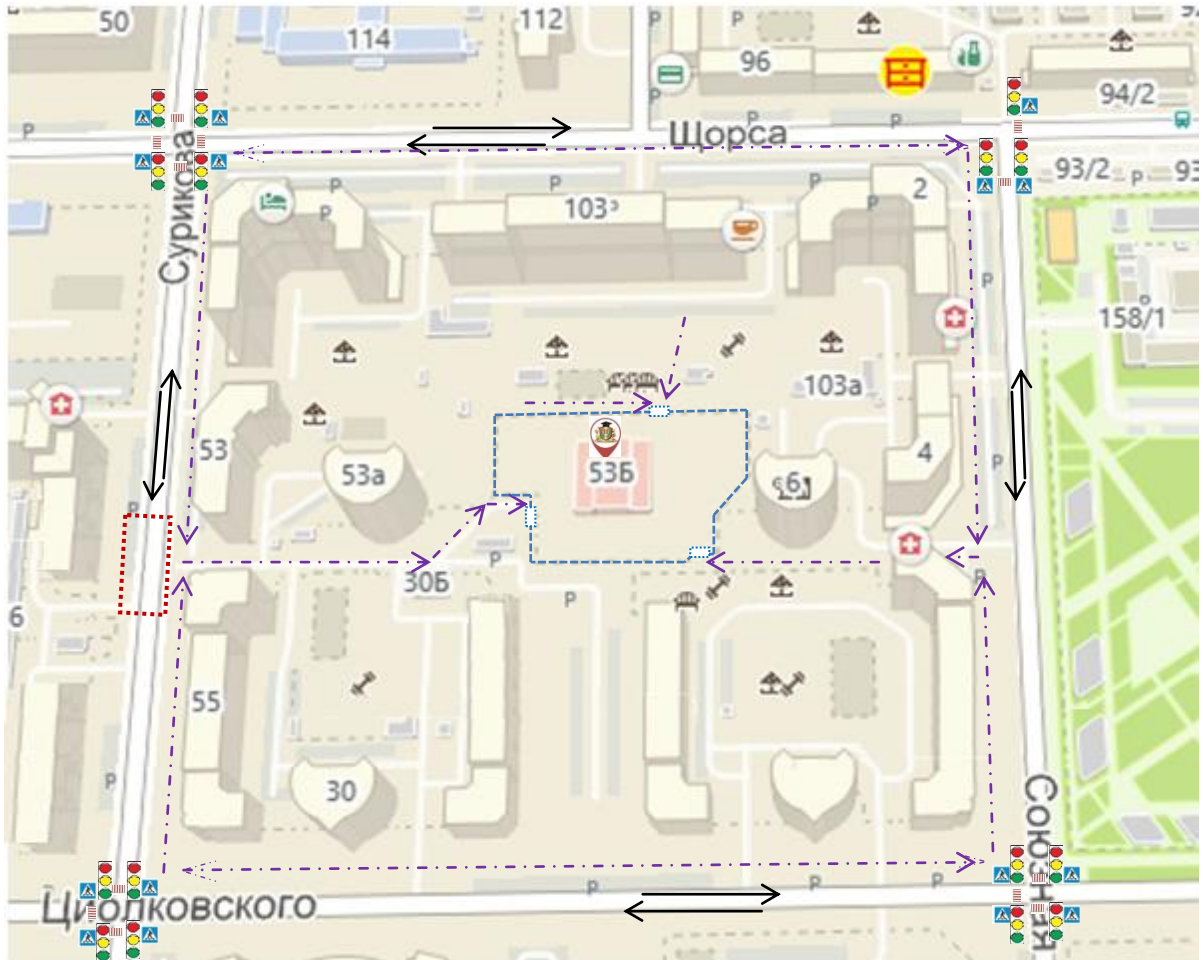 50
114
112
96
94/2
Р
Р
Р
Щорса
Сурикова
93/2
Р
93
2
Р
Р
Р
Р
103э
Р
158/1
103а
53
53а
53Б
6
4
Р
Р
Р
30Б
Р
Р
6
55
30
Р
Союзная
Р
Р
Р
Циолковского